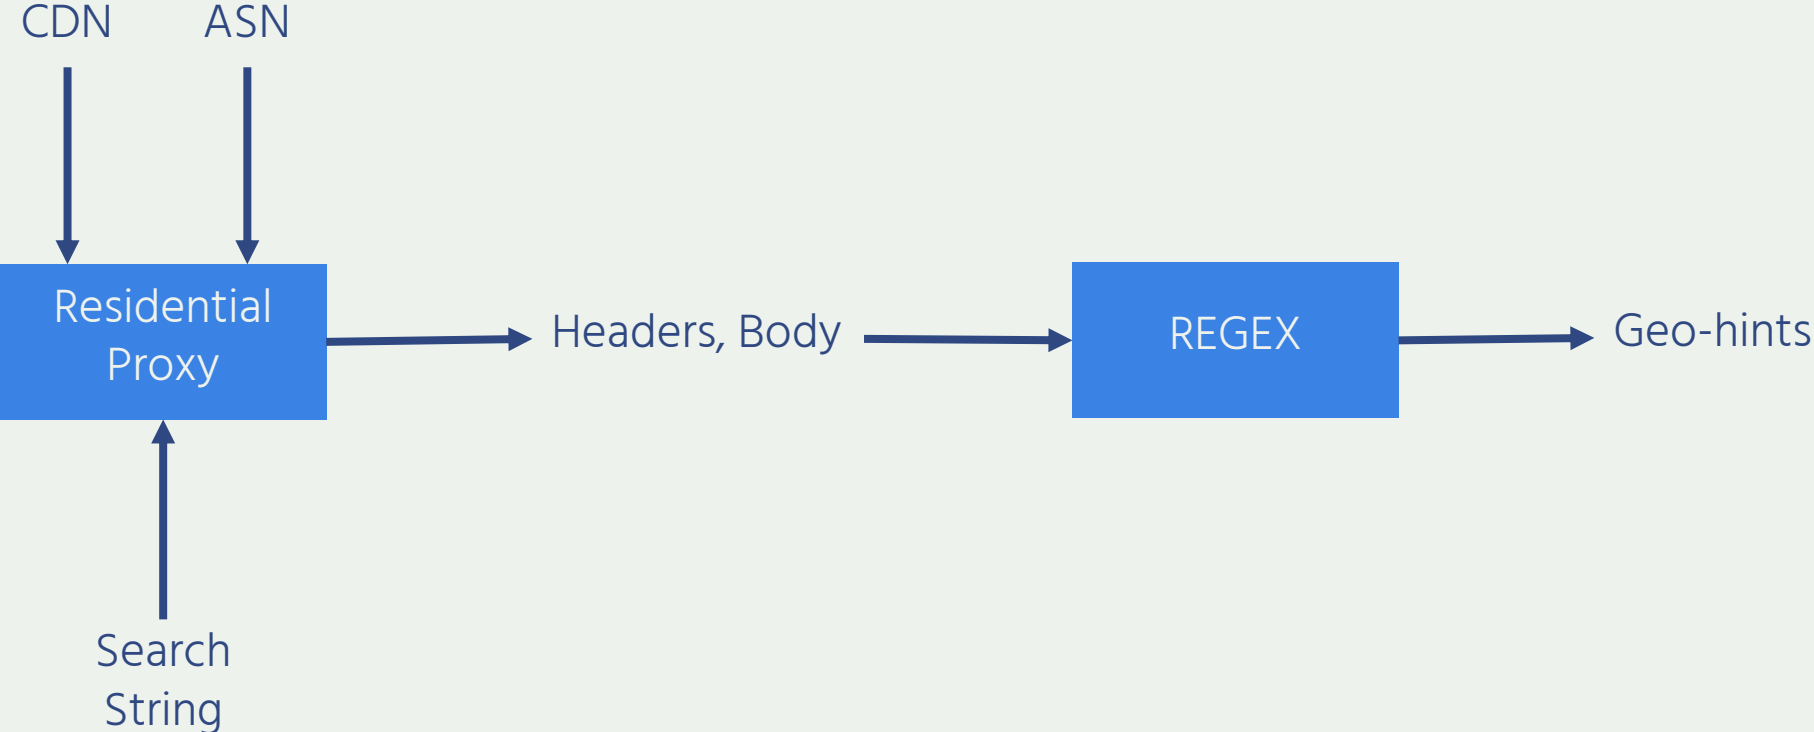 CDN
ASN
Residential
Proxy
Headers, Body
REGEX
Geo-hints
Search
String